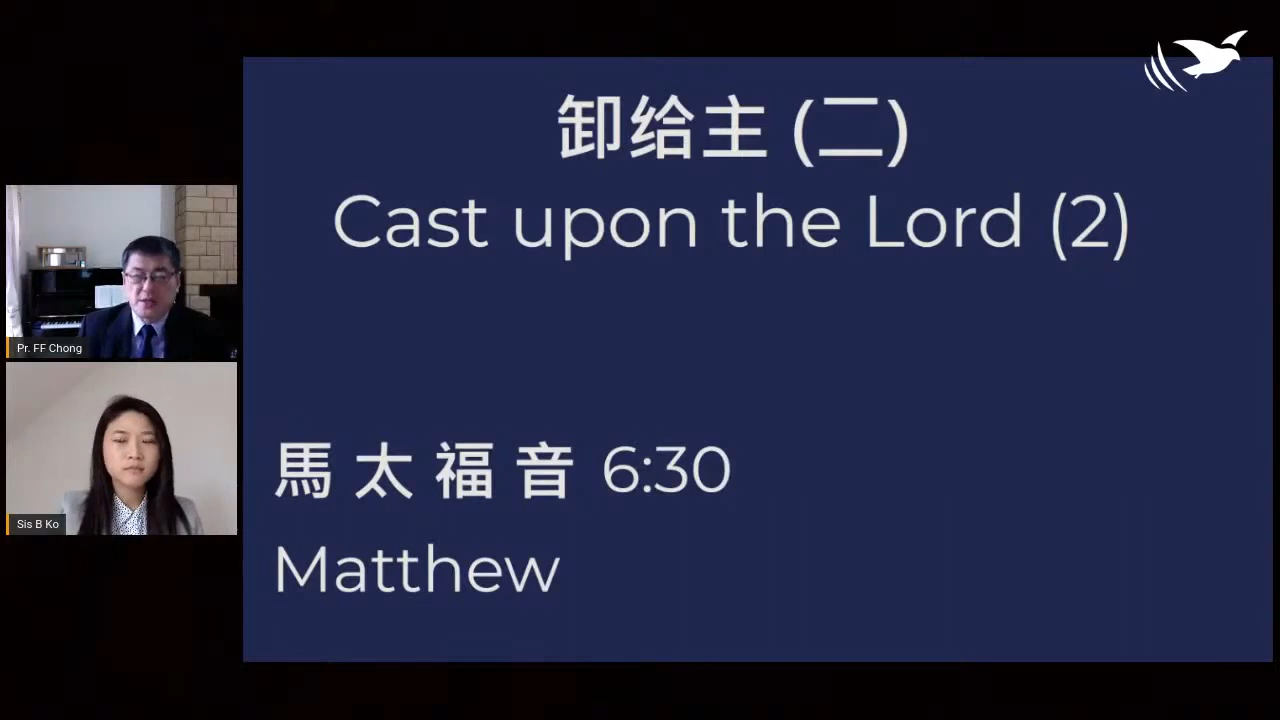 卸给主 (二)
Cast upon the Lord (2)
馬太福音 6:30
Matthew
Pr. FF Chong
Sis B Ko